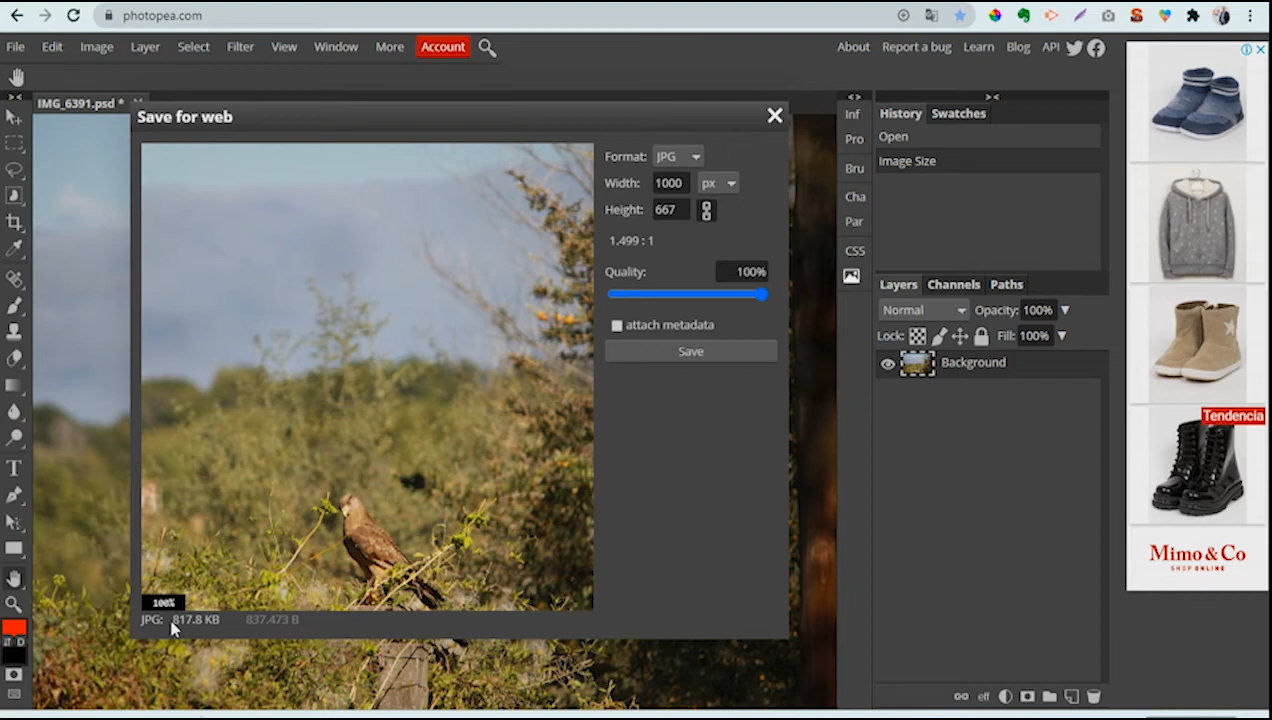 photopea.com
File Edit Image Layer Select Filter View Window More Account
About Report a bug Learn Blog API
IMG_6391.psd *
Save for web
Format: JPG
Width: 1000 px
Height: 667
1.499 : 1
Quality: 100%
attach metadata
Save
100%
JPG: 817.8 KB 837.473 B
Inf
Pro
Bru
Cha
Par
CSS
History Swatches
Open
Image Size
Layers Channels Paths
Normal Opacity: 100%
Lock: Fill: 100%
Background
eff
T
D
Tendencia
Mimo & Co
SHOP ONLINE